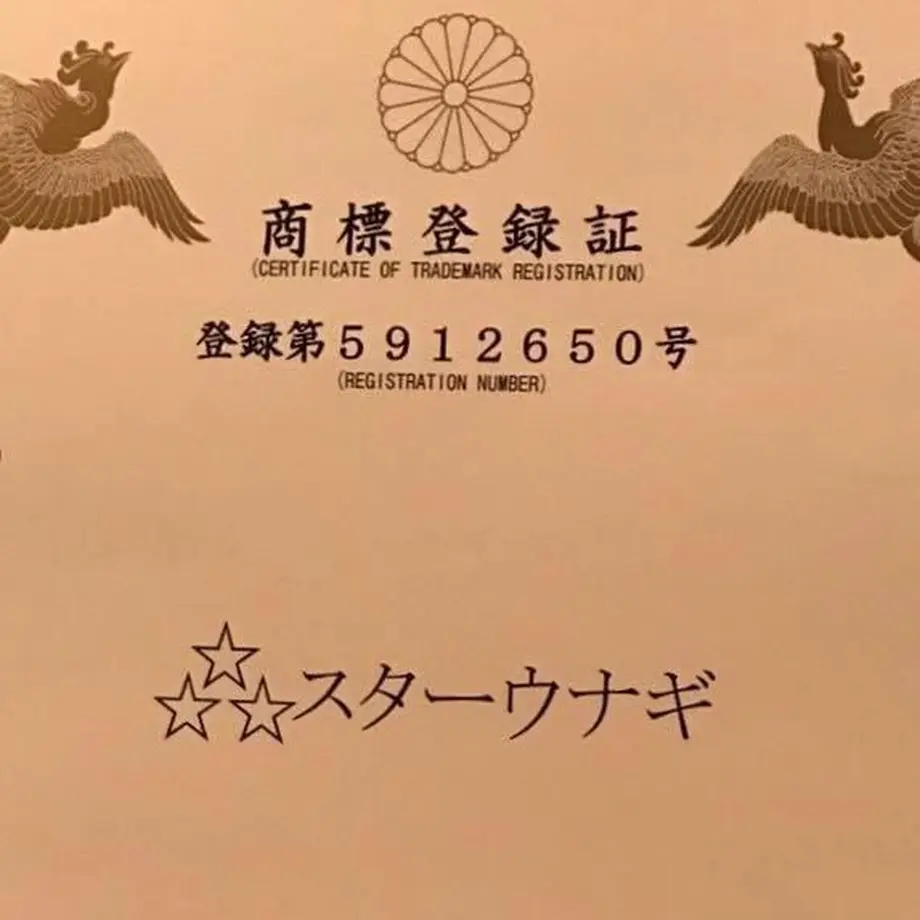 商標登録証
(CERTIFICATE OF TRADEMARK REGISTRATION)
登録第5912650号
(REGISTRATION NUMBER)
☆☆☆スターウナギ